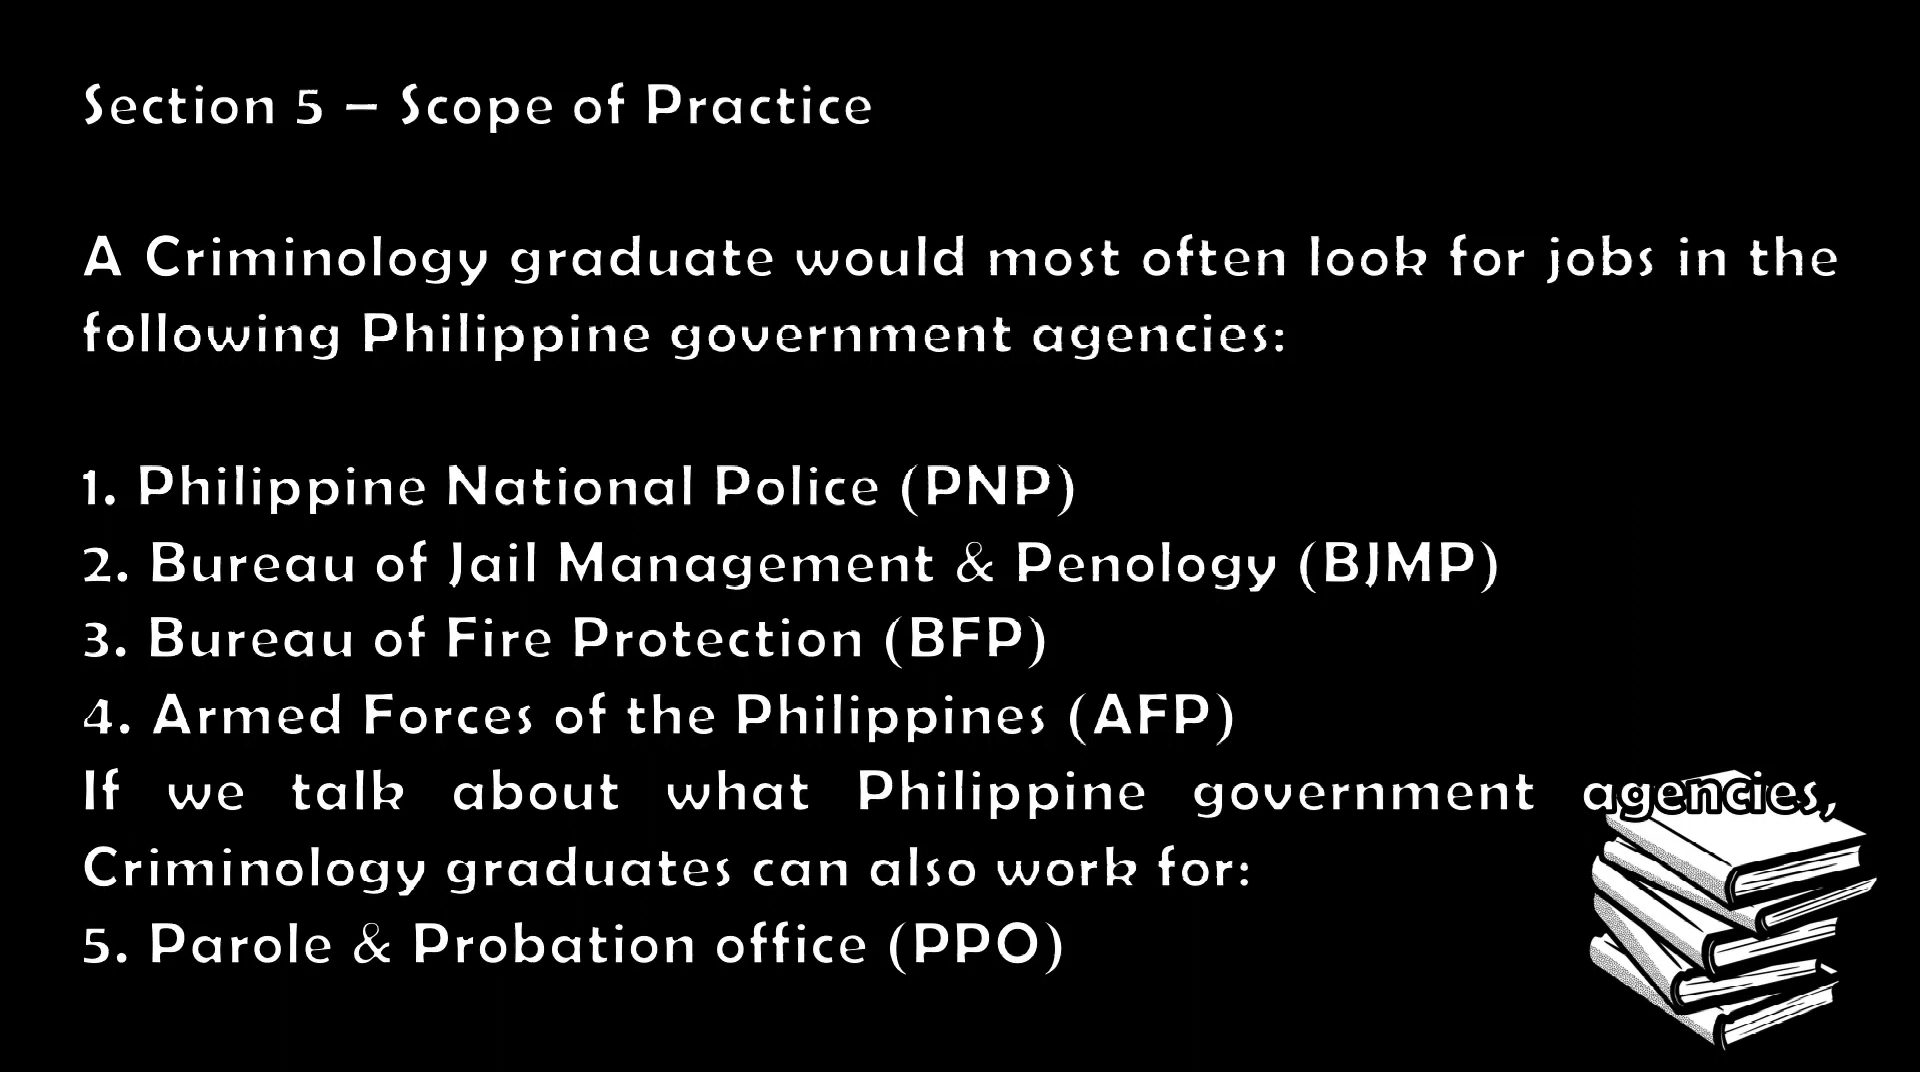 Section 5 – Scope of Practice
A Criminology graduate would most often look for jobs in the
following Philippine government agencies:
1. Philippine National Police (PNP)
2. Bureau of Jail Management & Penology (BJMP)
3. Bureau of Fire Protection (BFP)
4. Armed Forces of the Philippines (AFP)
If we talk about what Philippine government agencies,
Criminology graduates can also work for:
5. Parole & Probation office (PPO)